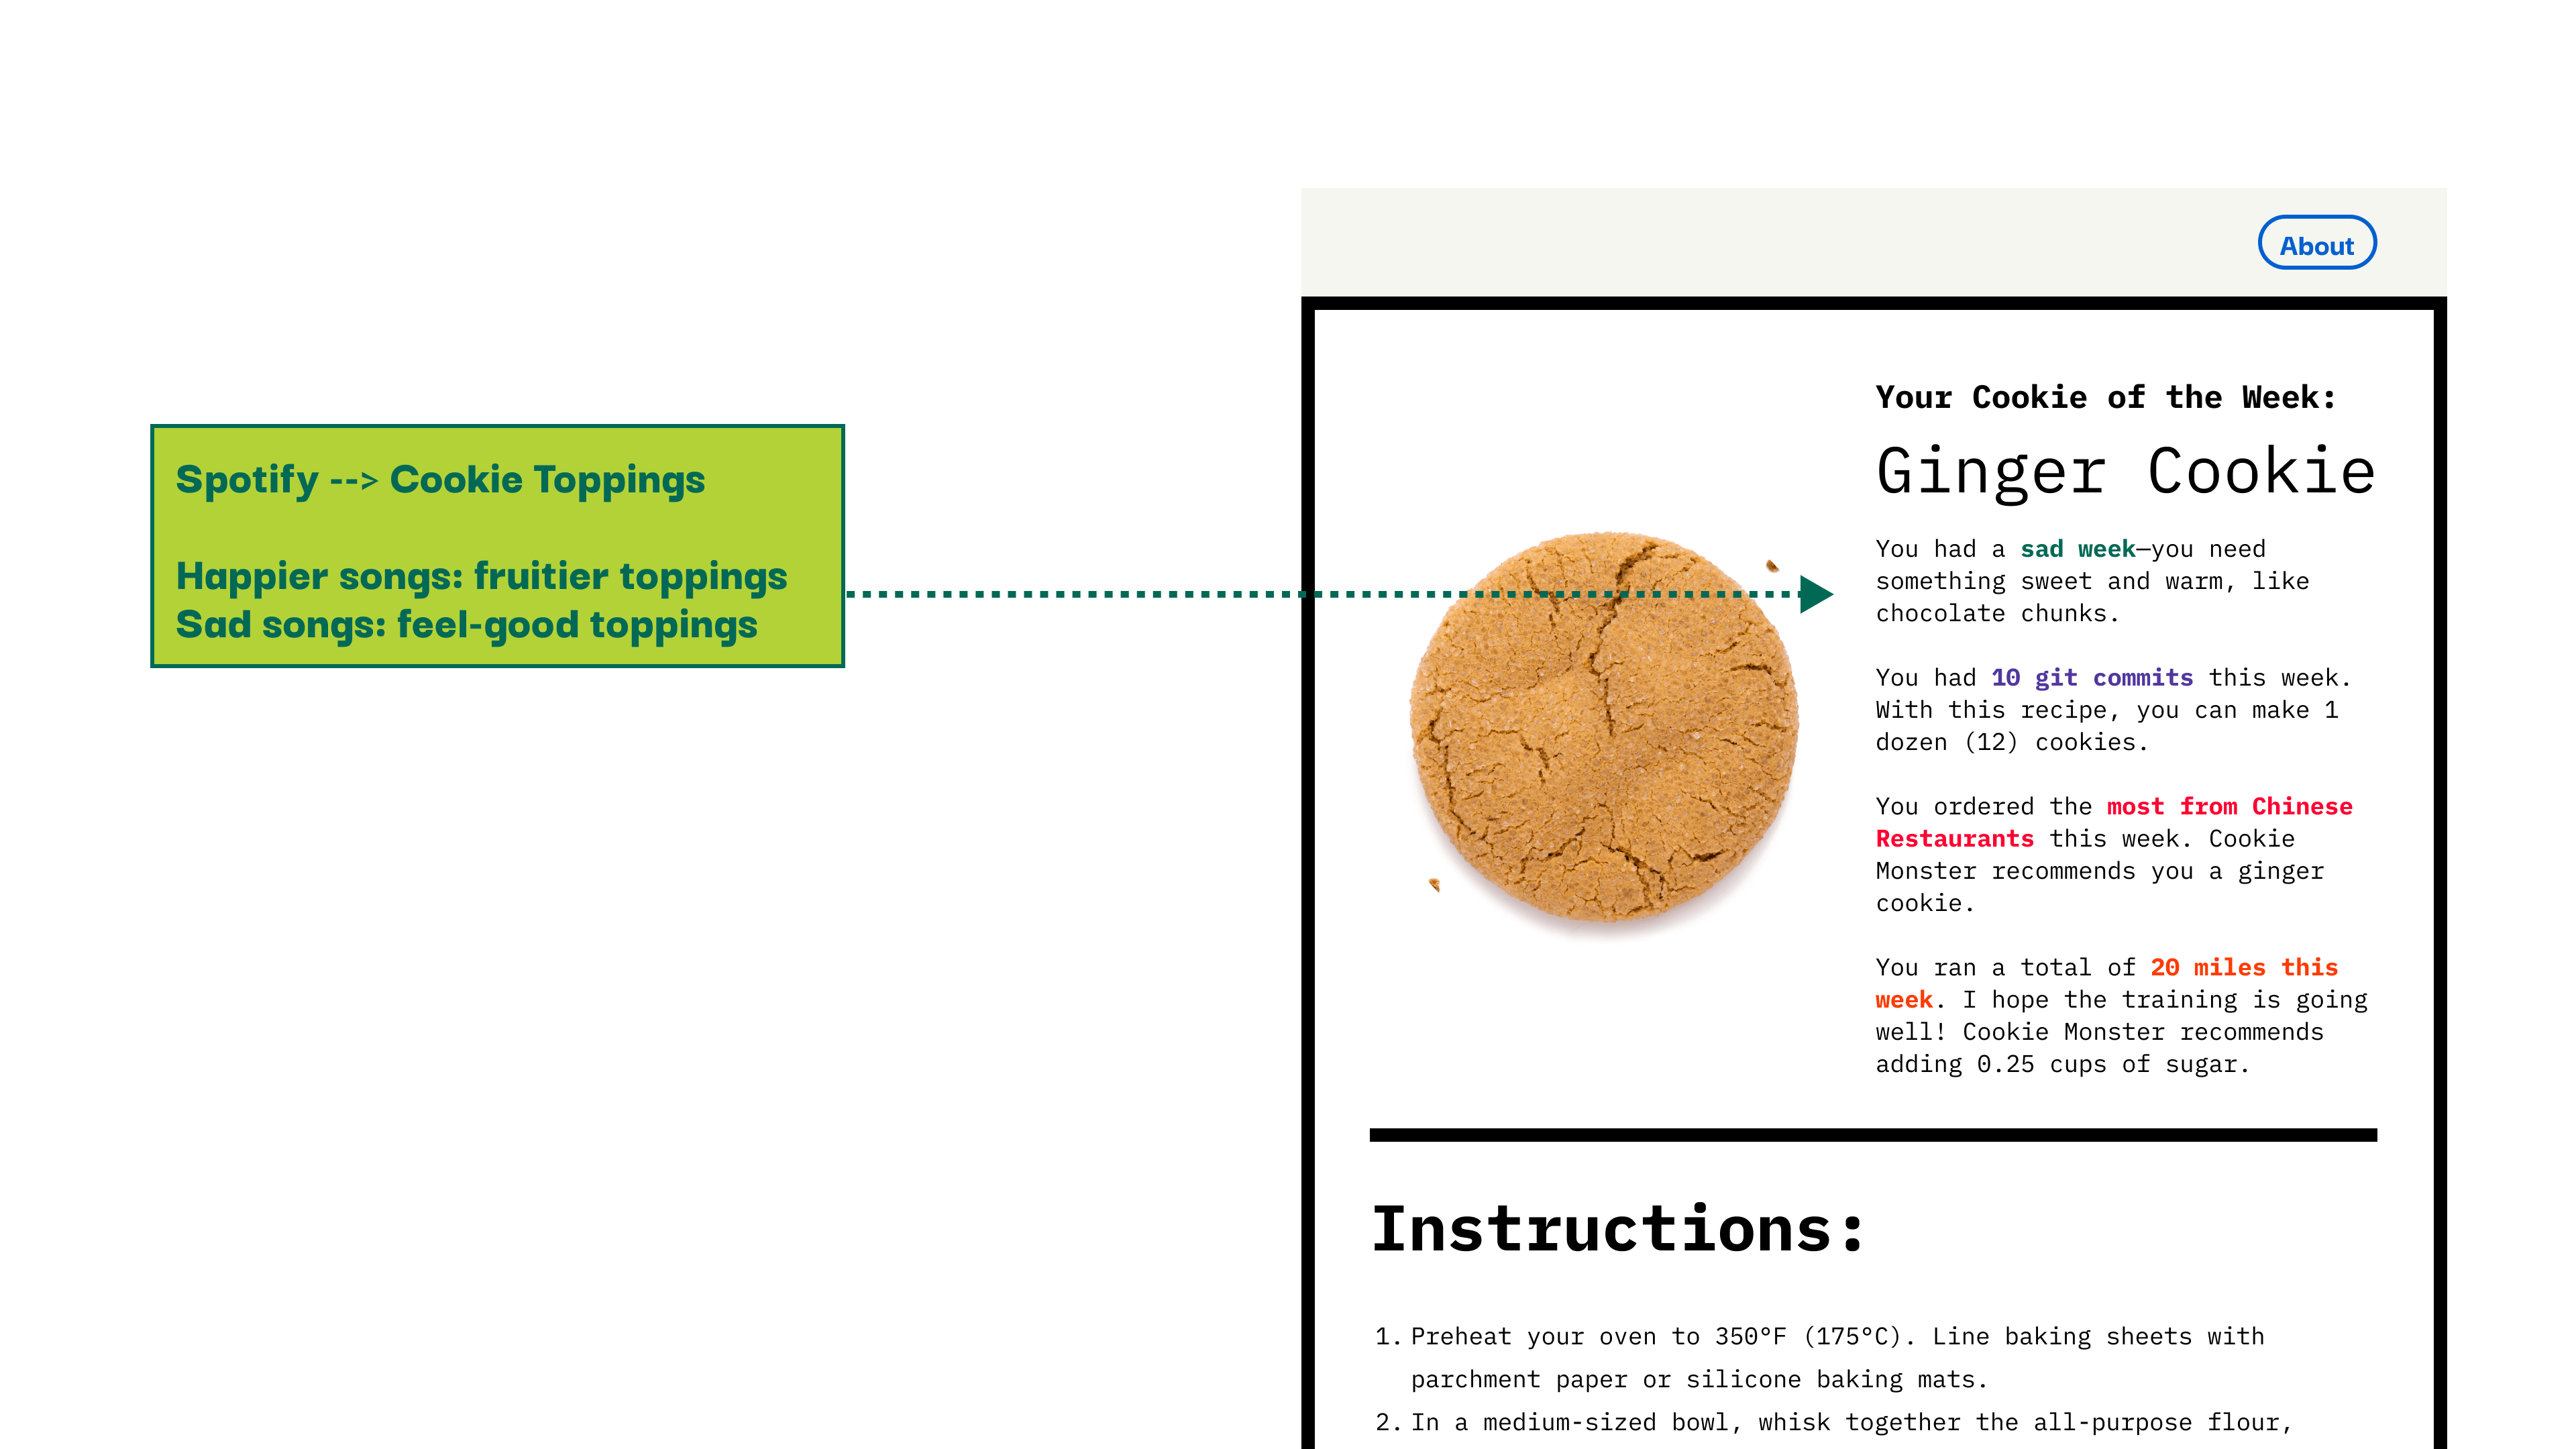 About
Spotify --> Cookie Toppings
Happier songs: fruitier toppings
Sad songs: feel-good toppings
Your Cookie of the Week:
Ginger Cookie
You had a sad week—you need
something sweet and warm, like
chocolate chunks.
You had 10 git commits this week.
With this recipe, you can make 1
dozen (12) cookies.
You ordered the most from Chinese
Restaurants this week. Cookie
Monster recommends you a ginger
cookie.
You ran a total of 20 miles this
week. I hope the training is going
well! Cookie Monster recommends
adding 0.25 cups of sugar.
Instructions:
1. Preheat your oven to 350°F (175°C). Line baking sheets with
parchment paper or silicone baking mats.
2. In a medium-sized bowl, whisk together the all-purpose flour,